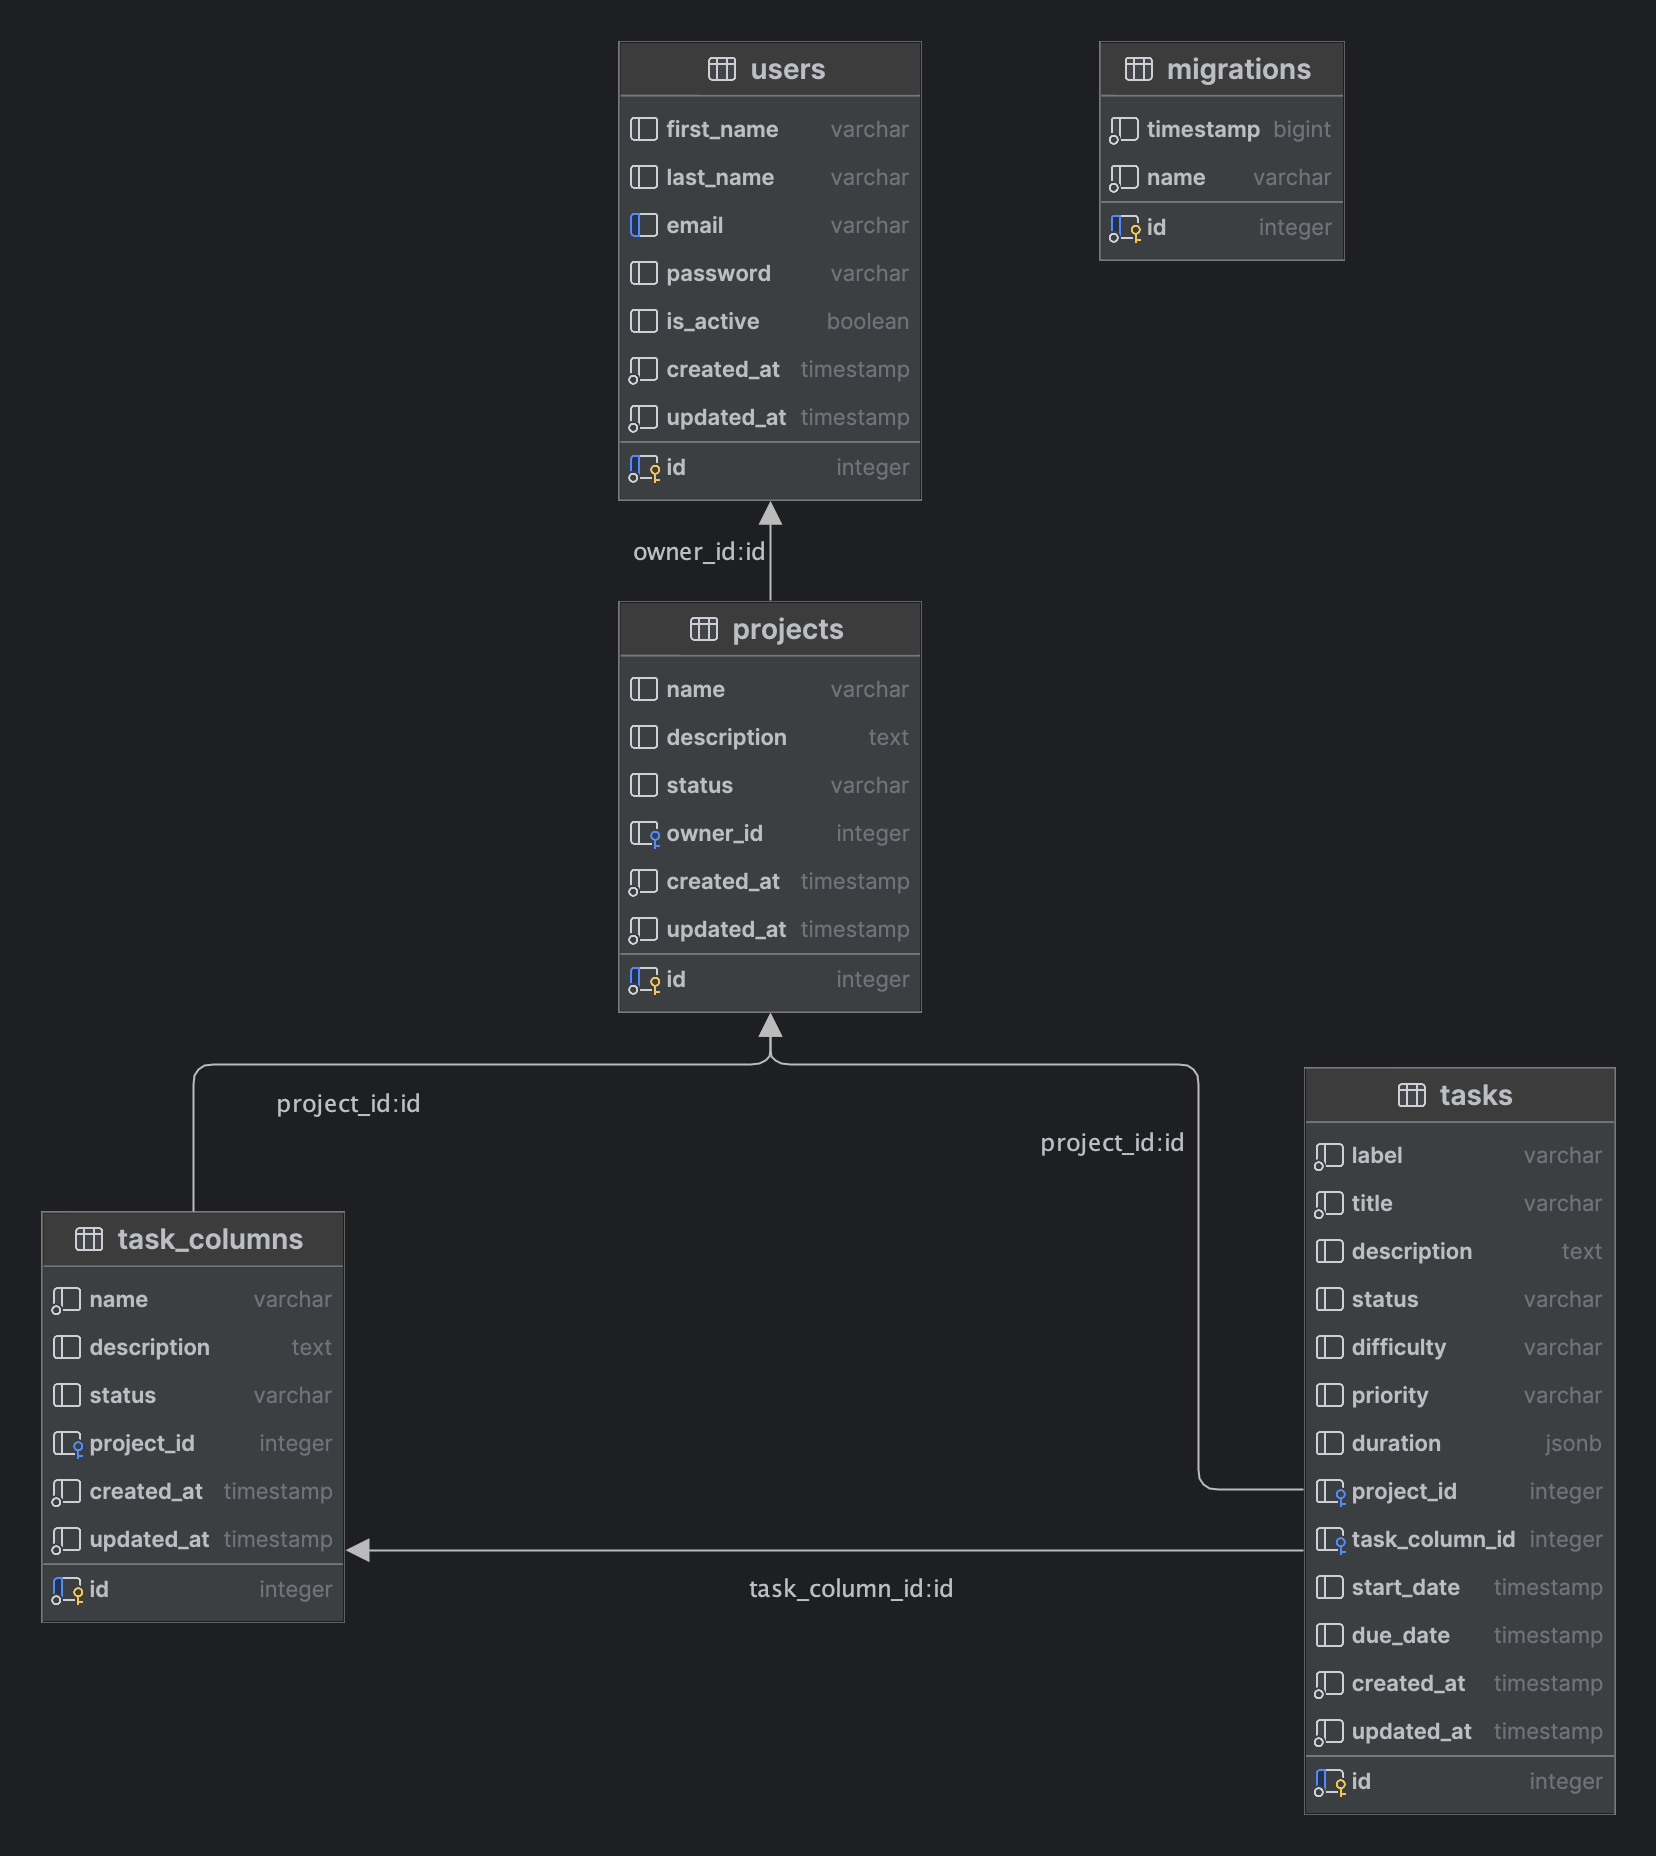 users
first_name varchar
last_name varchar
email varchar
password varchar
is_active boolean
created_at timestamp
updated_at timestamp
id integer
migrations
timestamp bigint
name varchar
id integer
owner_id:id
projects
name varchar
description text
status varchar
owner_id integer
created_at timestamp
updated_at timestamp
id integer
project_id:id
project_id:id
task_columns
name varchar
description text
status varchar
project_id integer
created_at timestamp
updated_at timestamp
id integer
task_column_id:id
tasks
label varchar
title varchar
description text
status varchar
difficulty varchar
priority varchar
duration jsonb
project_id integer
task_column_id integer
start_date timestamp
due_date timestamp
created_at timestamp
updated_at timestamp
id integer